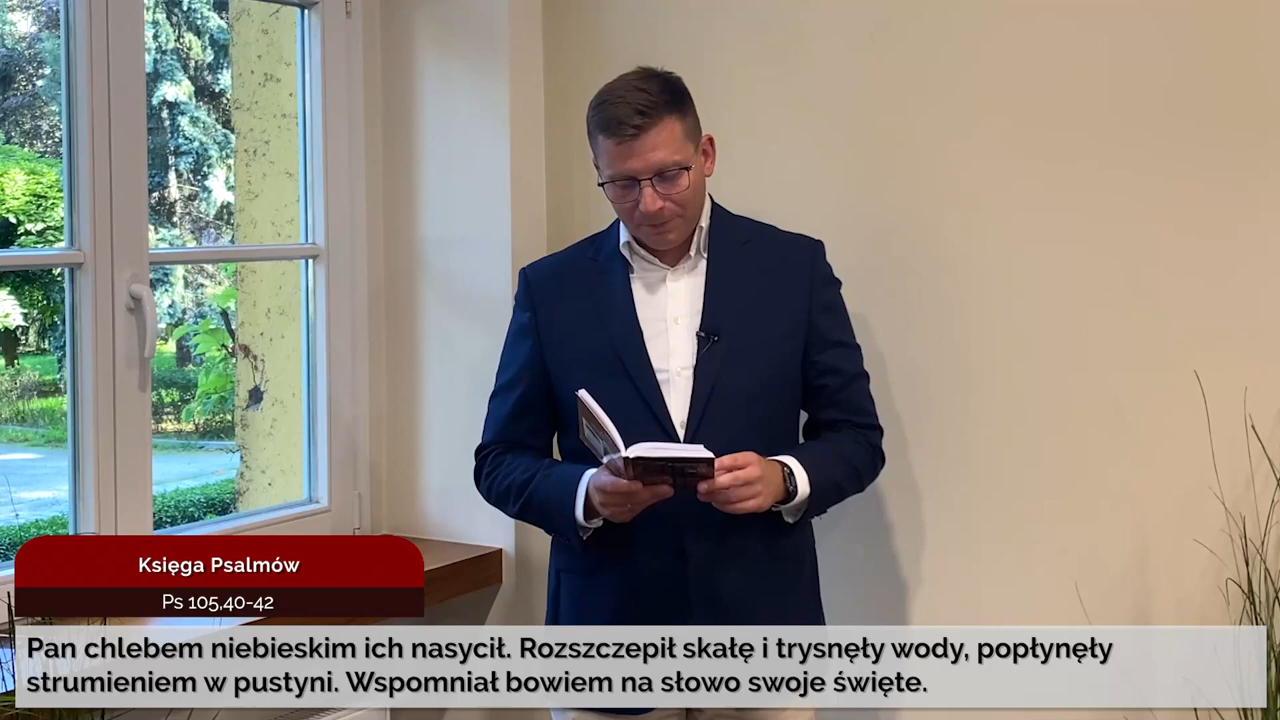 Księga Psalmów
Ps 105,40-42
Pan chlebem niebieskim ich nasycił. Rozszczepił skałę i trysnęły wody, popłynęły
strumieniem w pustyni. Wspomniał bowiem na słowo swoje święte.